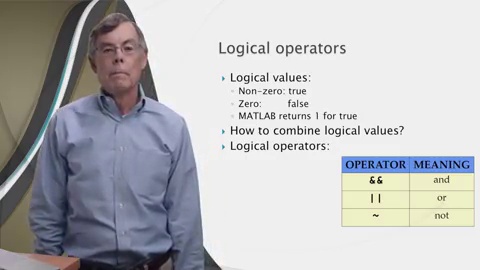 Logical operators
Logical values:
Non-zero: true
Zero: false
MATLAB returns 1 for true
How to combine logical values?
Logical operators:
OPERATOR MEANING
&& and
|| or
~ not